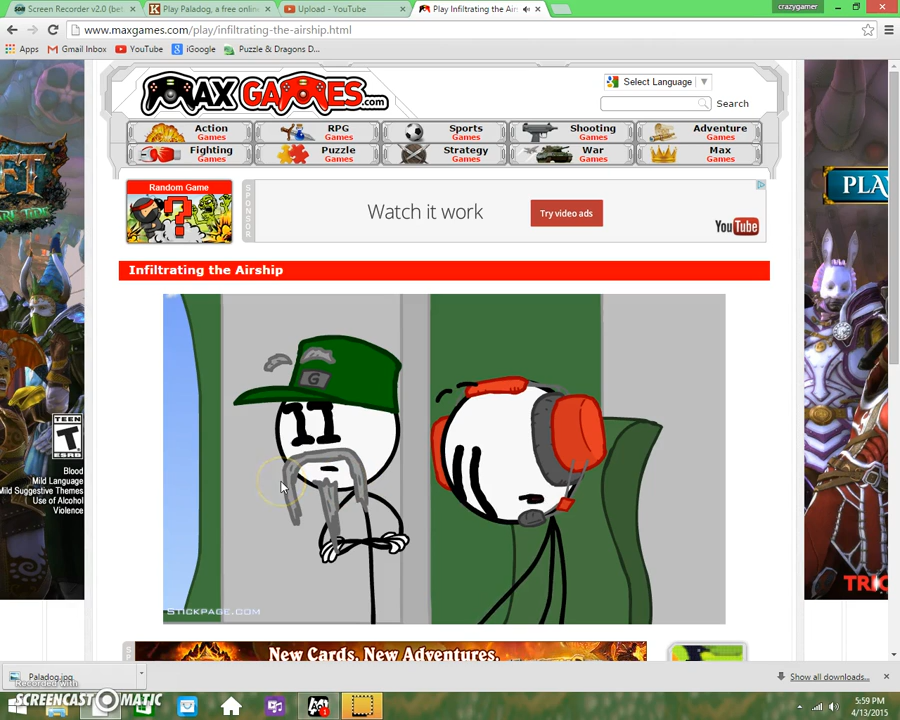 Screen Recorder v2.0 (bet
Play Paladog, a free onlin
Upload - YouTube
Play Infiltrating the Air
crazygamer
www.maxgames.com/play/infiltrating-the-airship.html
Apps
Gmail Inbox
YouTube
iGoogle
Puzzle & Dragons D...
MAX GAMES.com
Select Language
Search
Action Games
RPG Games
Sports Games
Shooting Games
Adventure Games
Fighting Games
Puzzle Games
Strategy Games
War Games
Max Games
Random Game
?
SPONSOR
Watch it work
Try video ads
YouTube
FT
PLA
Infiltrating the Airship
G
TEEN
T
ESRB
Blood
Mild Language
Mild Suggestive Themes
Use of Alcohol
Violence
STICKPAGE.COM
TRI
New Cards. New Adventures.
Paladog.jpg
Show all downloads...
Recorded with
SCREENCAST-O-MATIC
1
5:59 PM
4/13/2015